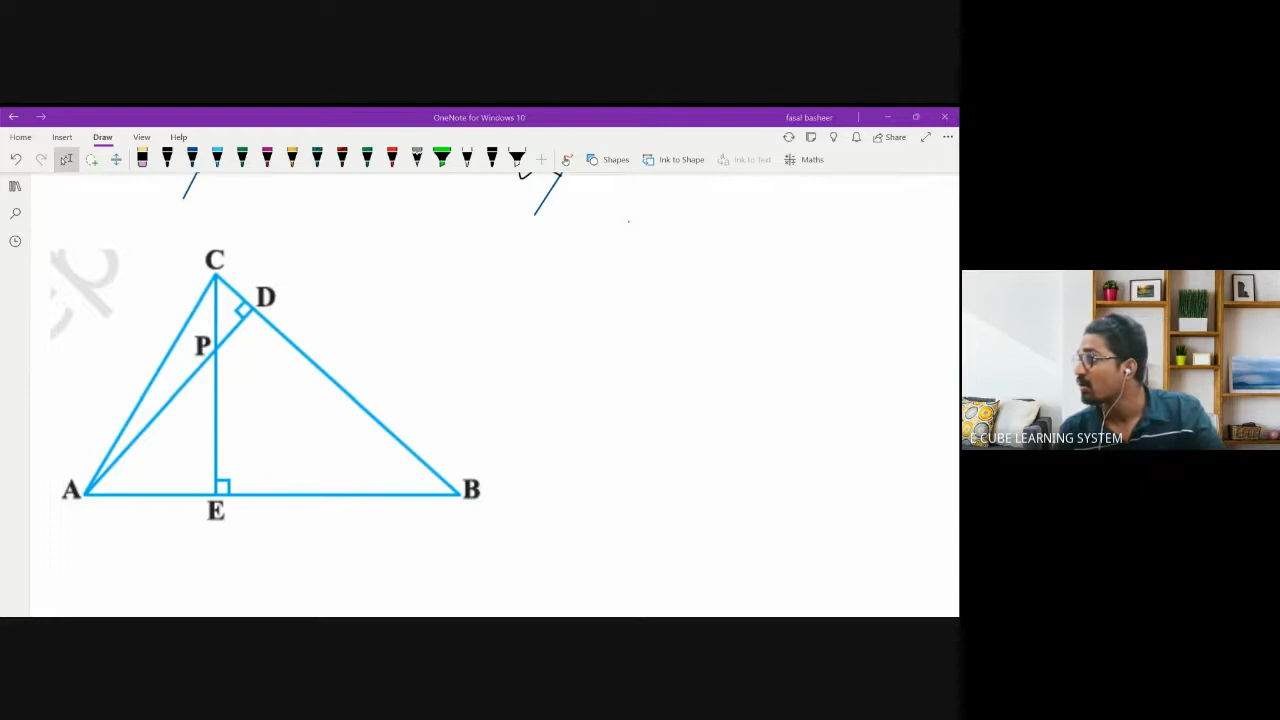 OneNote for Windows 10
fasal basheer
Home Insert Draw View Help
Share
Shapes
Ink to Shape
Ink to Text
Maths
ep
C
D
P
A
B
E
E CUBE LEARNING SYSTEM